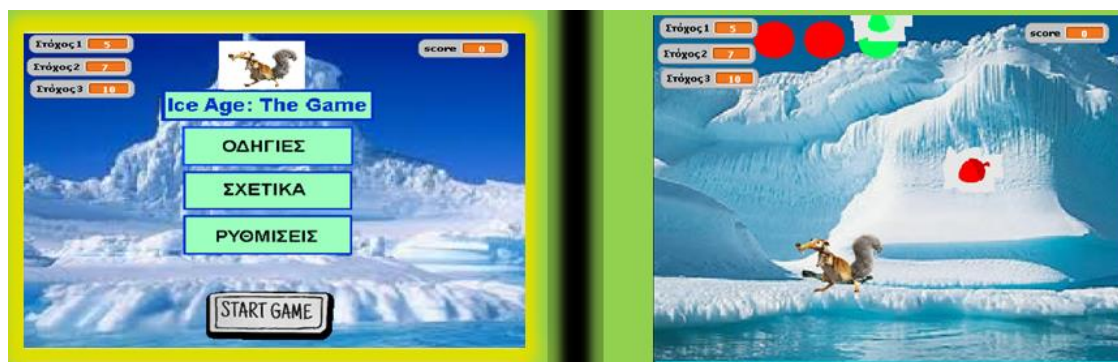 Στόχος 1 5
score 0
Στόχος 2 7
Στόχος 3 10
Ice Age: The Game
ΟΔΗΓΙΕΣ
ΣΧΕΤΙΚΑ
ΡΥΘΜΙΣΕΙΣ
START GAME
Στόχος 1 5
score 0
Στόχος 2 7
Στόχος 3 10